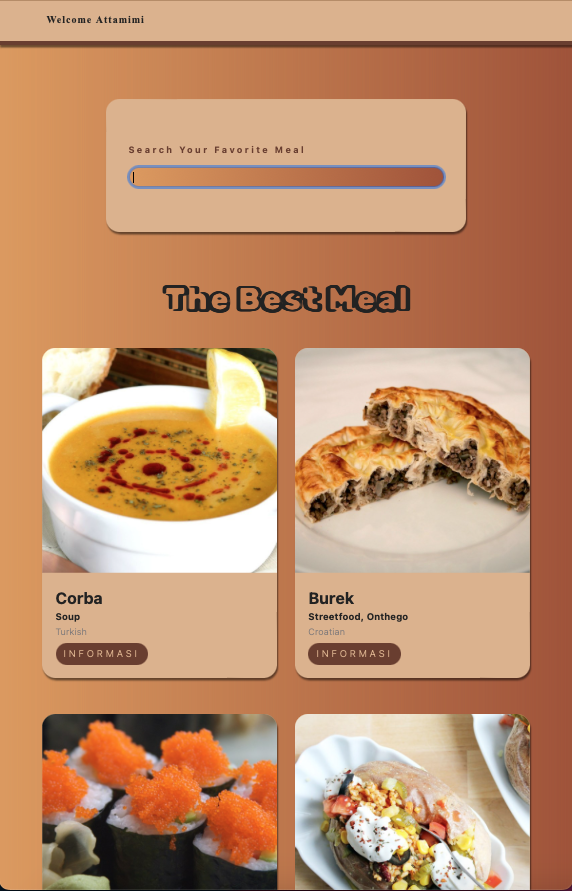 Welcome Attamimi
Search Your Favorite Meal
The Best Meal
Corba
Soup
Turkish
INFORMASI
Burek
Streetfood, Onthego
Croatian
INFORMASI